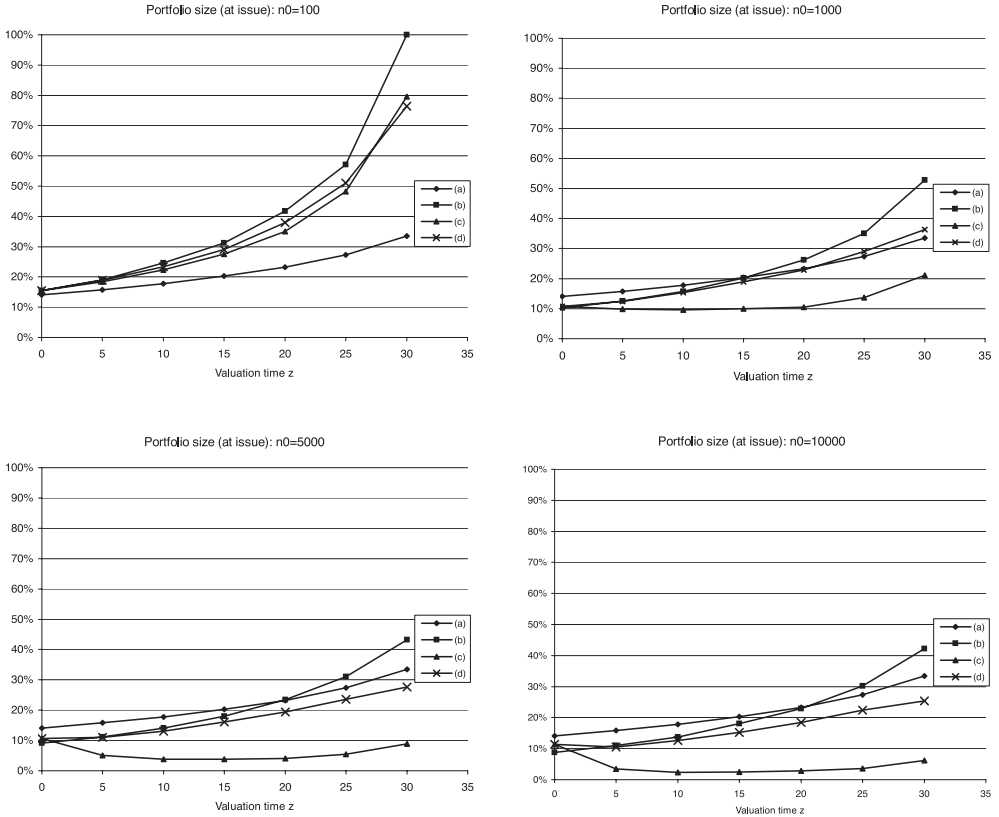 Portfolio size (at issue): n0=100
100%
90%
80%
70%
60%
50%
40%
30%
20%
10%
0%
0 5 10 15 20 25 30 35
Valuation time z
(a)
(b)
(c)
(d)
Portfolio size (at issue): n0=1000
100%
90%
80%
70%
60%
50%
40%
30%
20%
10%
0%
0 5 10 15 20 25 30 35
Valuation time z
(a)
(b)
(c)
(d)
Portfolio size (at issue): n0=5000
100%
90%
80%
70%
60%
50%
40%
30%
20%
10%
0%
0 5 10 15 20 25 30 35
Valuation time z
(a)
(b)
(c)
(d)
Portfolio size (at issue): n0=10000
100%
90%
80%
70%
60%
50%
40%
30%
20%
10%
0%
0 5 10 15 20 25 30 35
Valuation time z
(a)
(b)
(c)
(d)